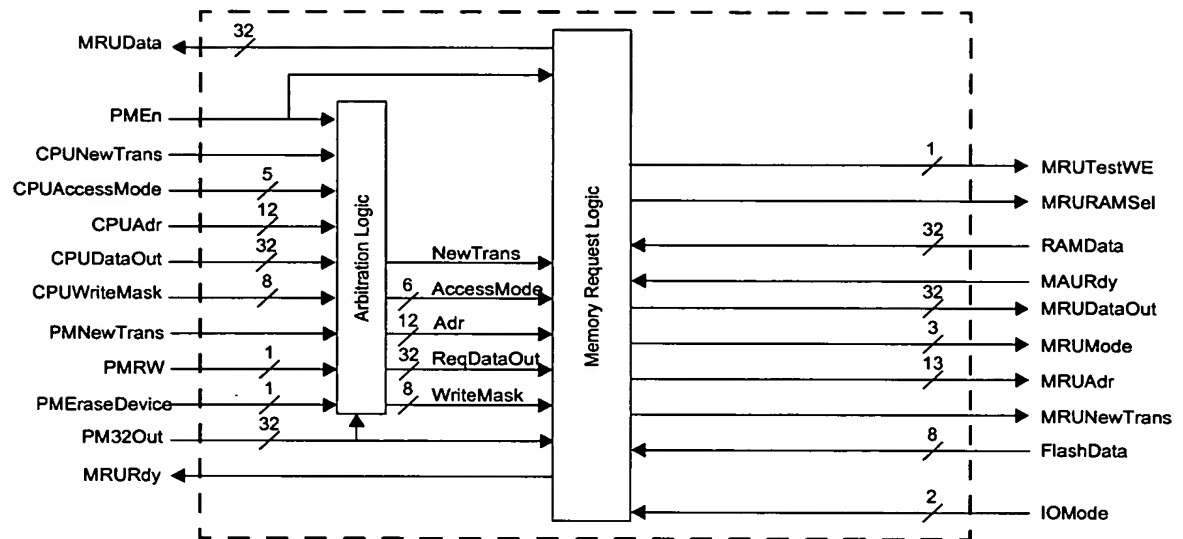 MRUData
32
PMEn
CPUNewTrans
CPUAccessMode
5
CPUAdr
12
CPUDataOut
32
CPUWriteMask
8
PMNewTrans
PMRW
1
PMEraseDevice
1
PM32Out
32
MRURdy
Arbitration Logic
NewTrans
6
AccessMode
12
Adr
32
ReqDataOut
8
WriteMask
Memory Request Logic
1
MRUTestWE
MRURAMSel
32
RAMData
MAURdy
32
MRUDataOut
3
MRUMode
13
MRUAdr
MRUNewTrans
8
FlashData
2
IOMode